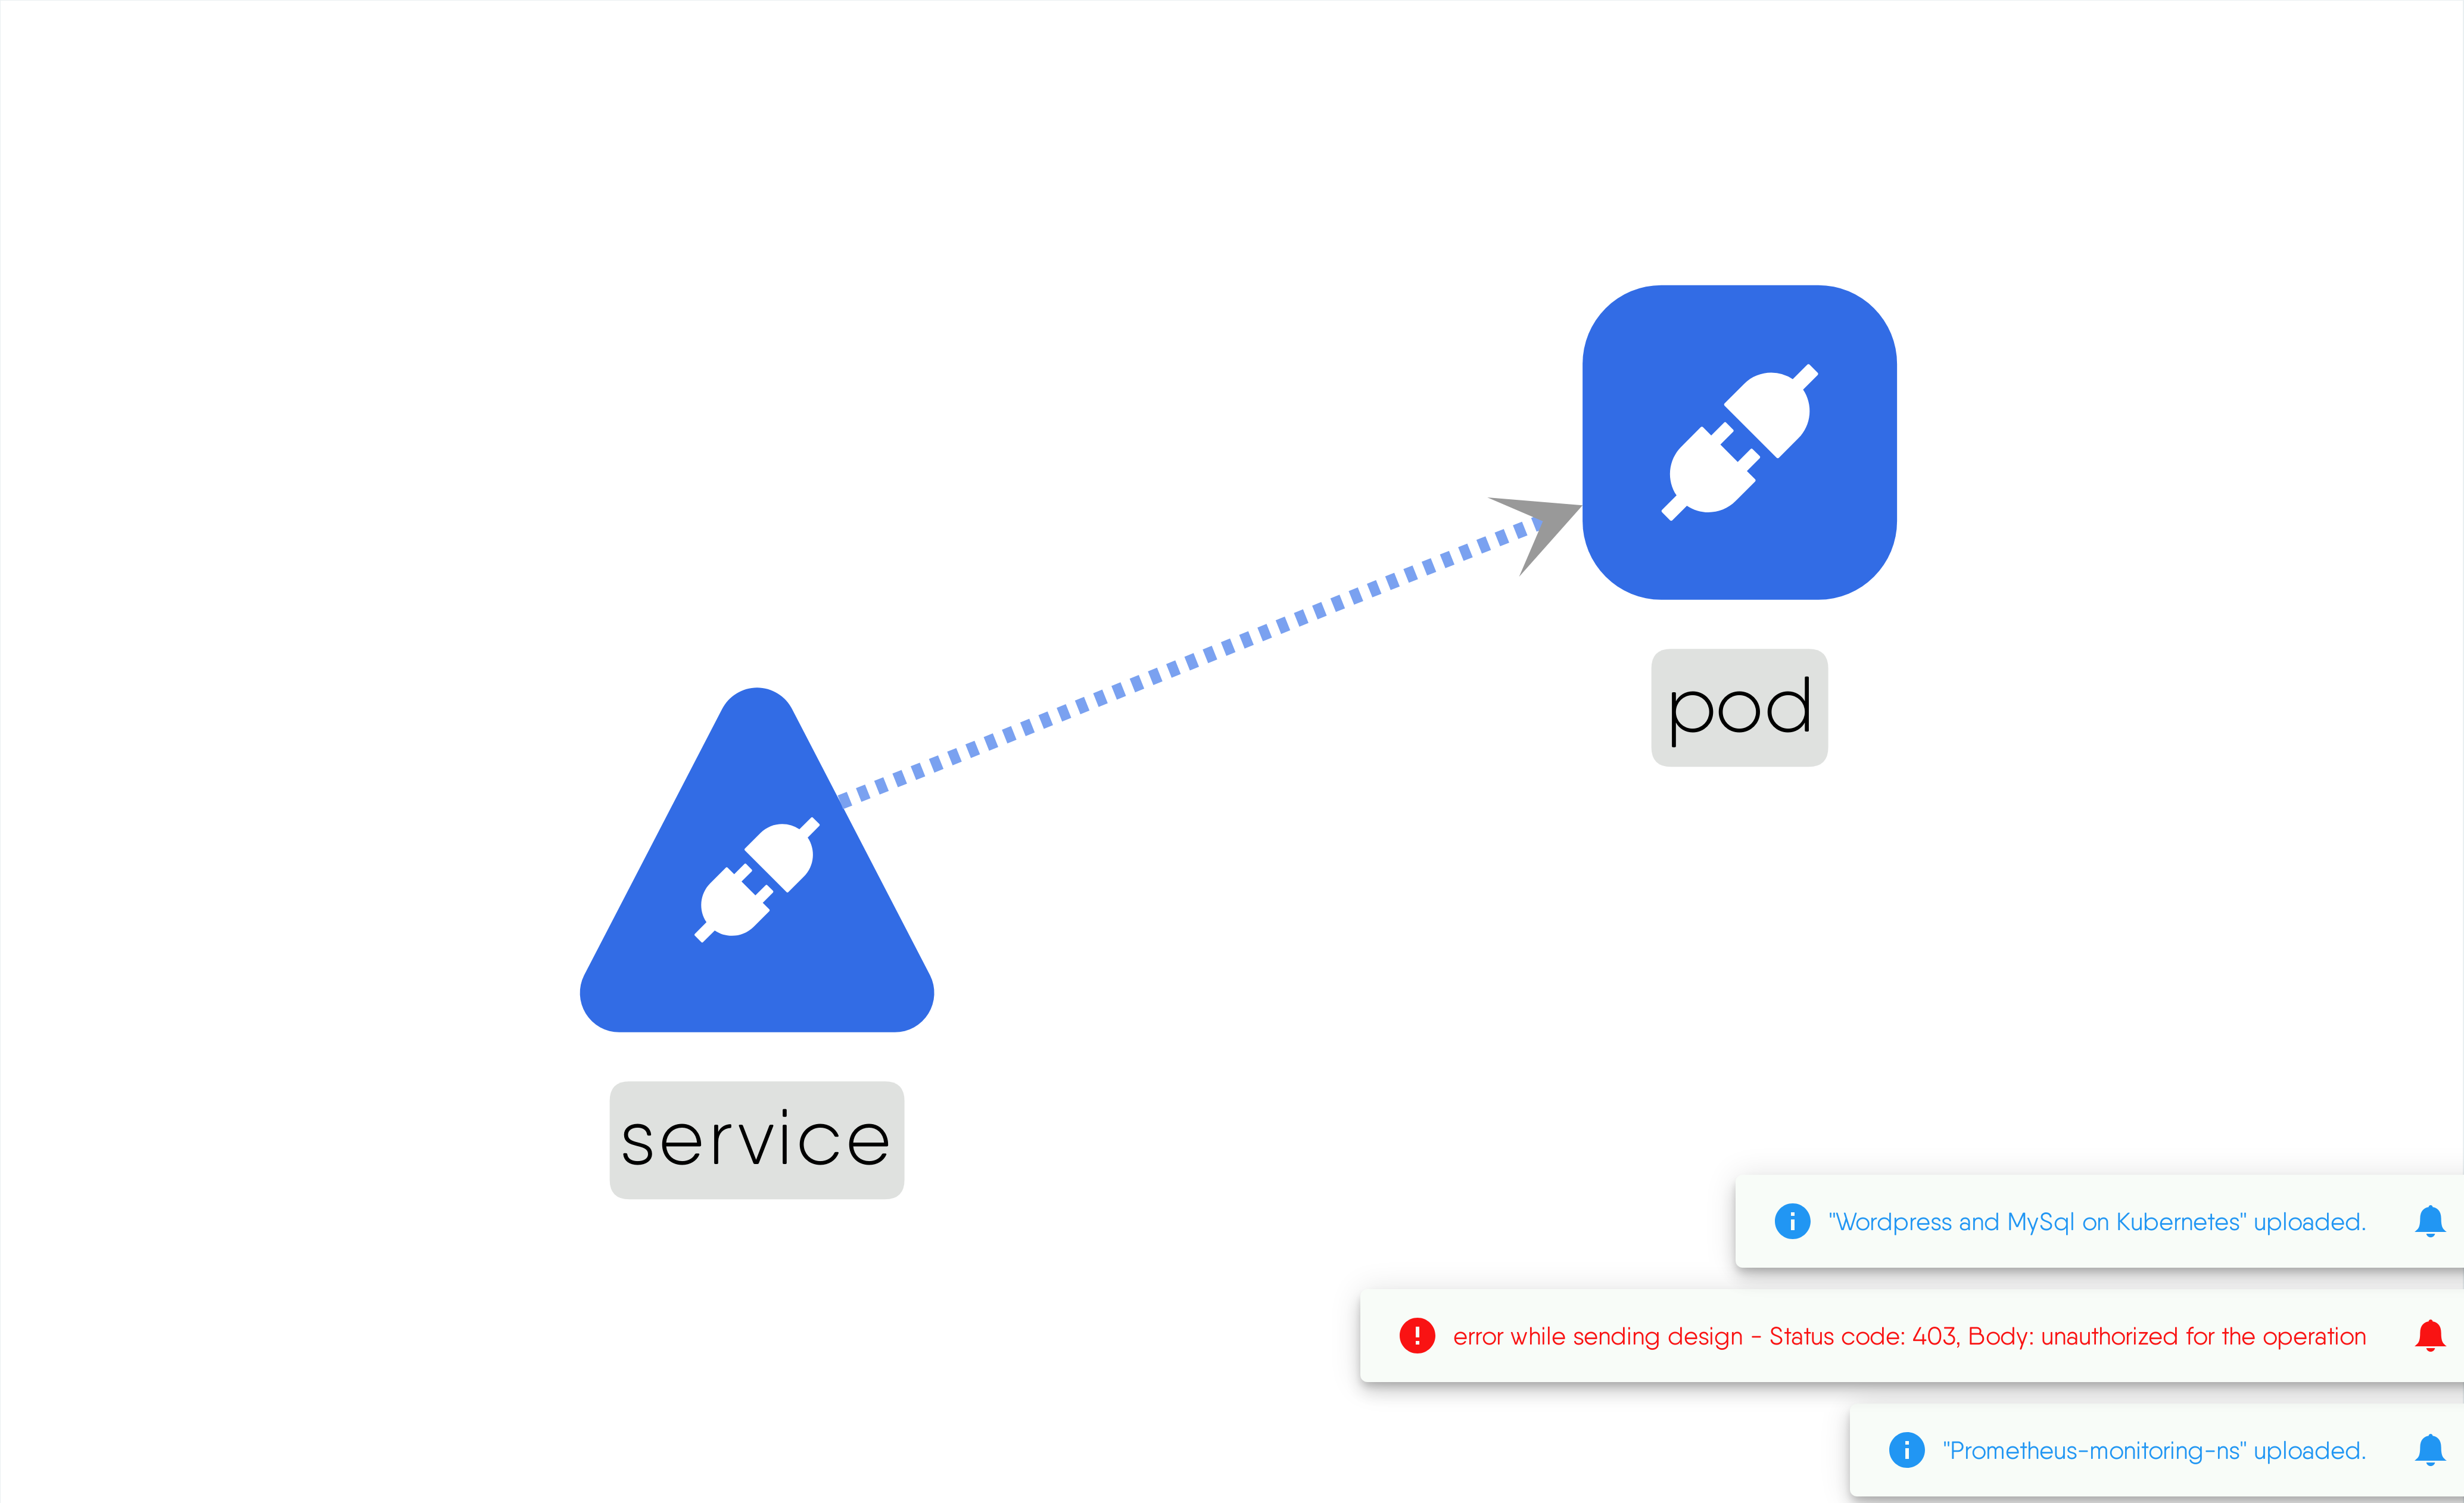 pod
service
"Wordpress and MySql on Kubernetes" uploaded.
error while sending design - Status code: 403, Body: unauthorized for the operation
"Prometheus-monitoring-ns" uploaded.